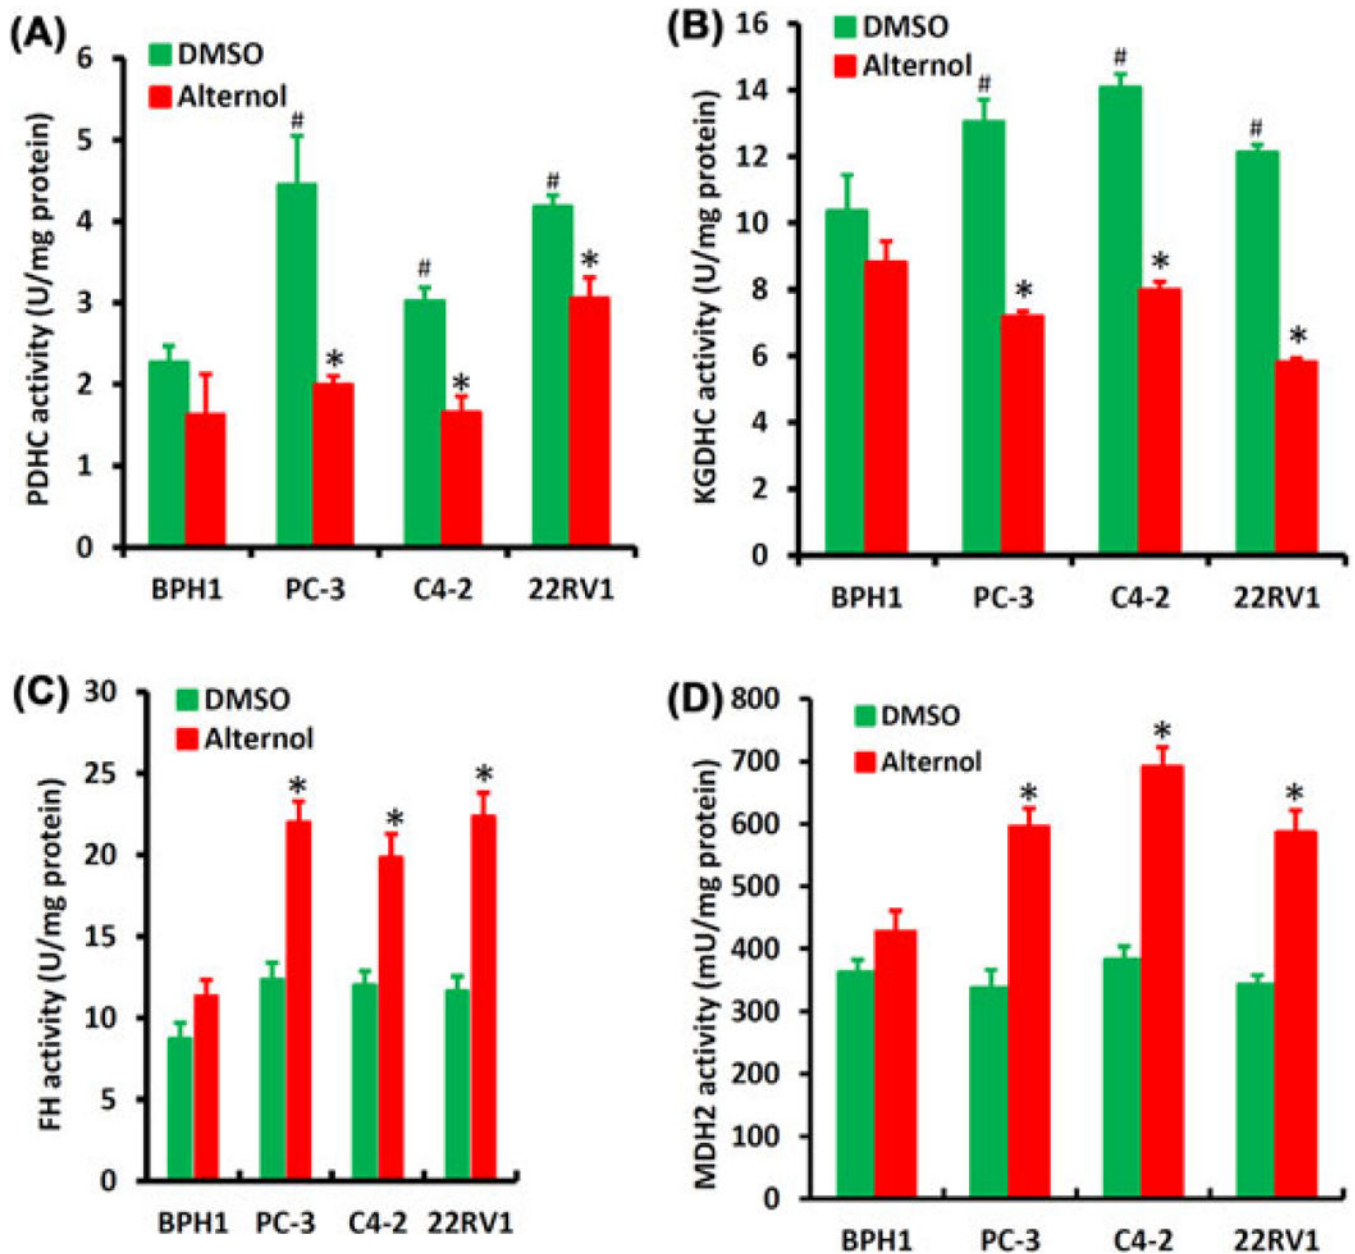 (A)
DMSO
Alternol
PDHC activity (U/mg protein)
6
5
4
3
2
1
0
#
*
#
*
#
*
BPH1 PC-3 C4-2 22RV1
(B)
DMSO
Alternol
KGDHC activity (U/mg protein)
16
14
12
10
8
6
4
2
0
#
*
#
*
#
*
BPH1 PC-3 C4-2 22RV1
(C)
DMSO
Alternol
FH activity (U/mg protein)
30
25
20
15
10
5
0
*
*
*
BPH1 PC-3 C4-2 22RV1
(D)
DMSO
Alternol
MDH2 activity (mU/mg protein)
800
700
600
500
400
300
200
100
0
*
*
*
BPH1 PC-3 C4-2 22RV1